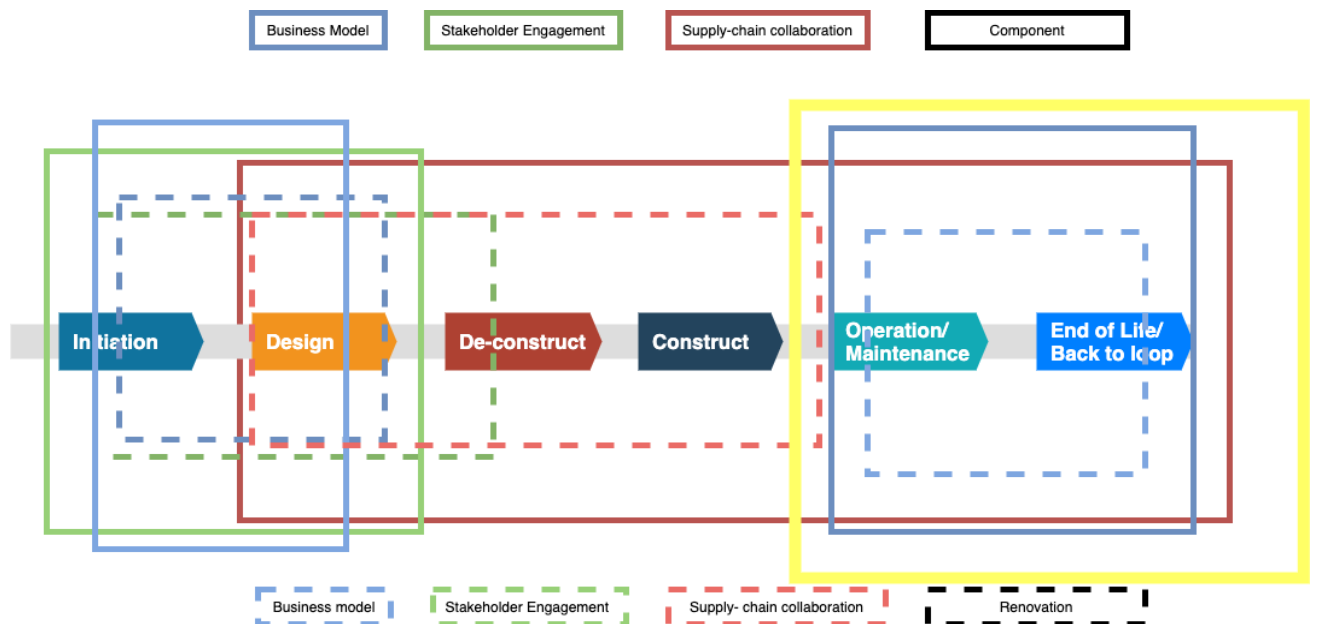 Business Model
Stakeholder Engagement
Supply-chain collaboration
Component
Initiation
Design
De-construct
Construct
Operation/
Maintenance
End of Life/
Back to loop
Business model
Stakeholder Engagement
Supply- chain collaboration
Renovation